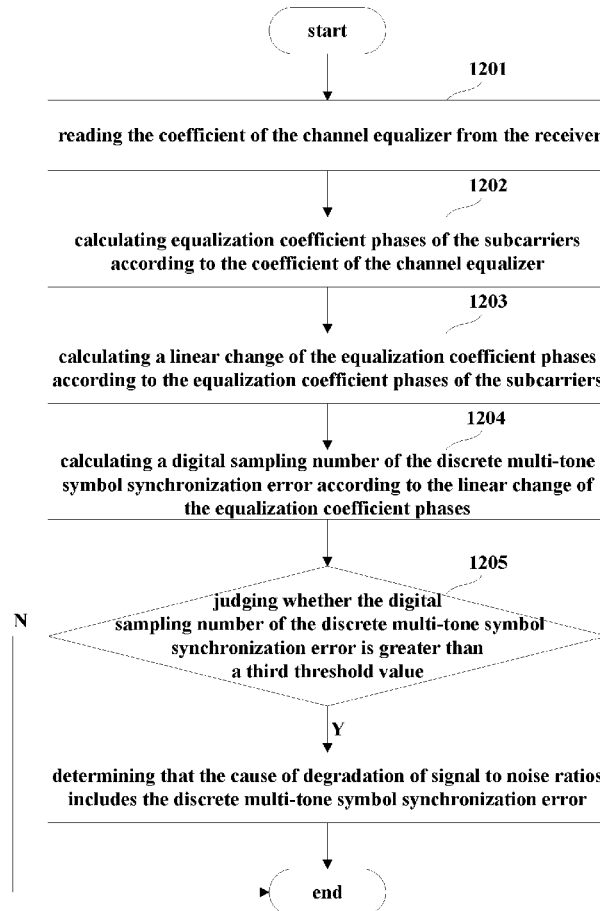 start
1201
reading the coefficient of the channel equalizer from the receiver
1202
calculating equalization coefficient phases of the subcarriers
according to the coefficient of the channel equalizer
1203
calculating a linear change of the equalization coefficient phases
according to the equalization coefficient phases of the subcarriers
1204
calculating a digital sampling number of the discrete multi-tone
symbol synchronization error according to the linear change of
the equalization coefficient phases
1205
judging whether the digital
sampling number of the discrete multi-tone symbol
synchronization error is greater than
a third threshold value
N
Y
determining that the cause of degradation of signal to noise ratios
includes the discrete multi-tone symbol synchronization error
end